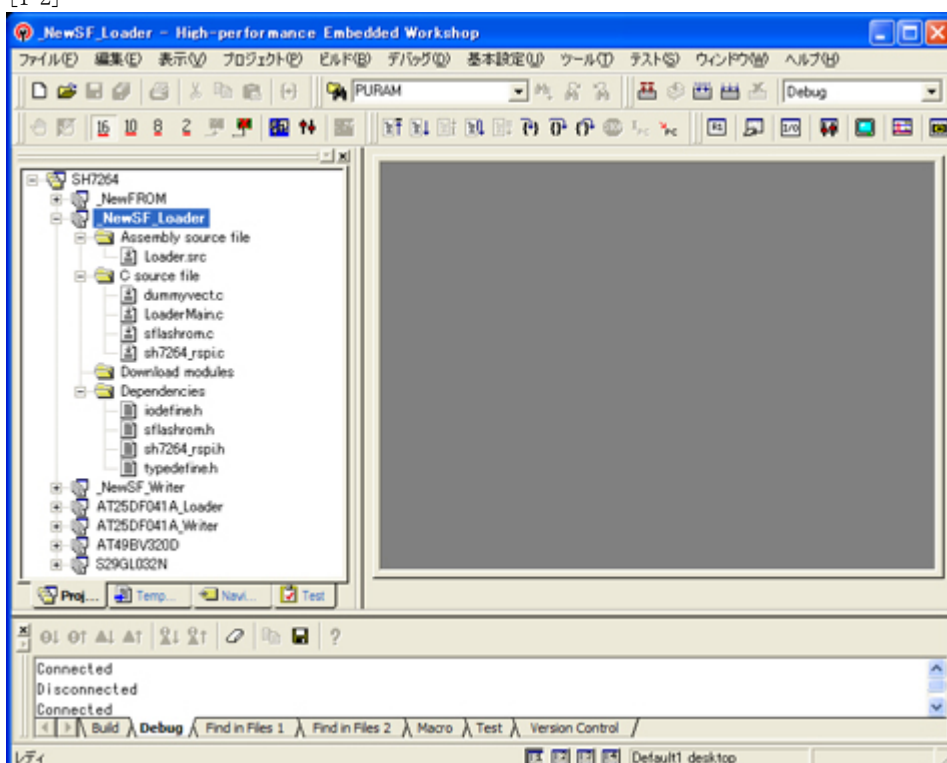 [1-2]
_NewSF_Loader - High-performance Embedded Workshop
ファイル(F) 編集(E) 表示(V) プロジェクト(P) ビルド(B) デバッグ(D) 基本設定(U) ツール(T) テスト(S) ウィンドウ(W) ヘルプ(H)
PURAM Debug
16 10 8 2
SH7264
_NewFROM
_NewSF_Loader
Assembly source file
Loader.src
C source file
dummyvect.c
LoaderMain.c
sflashrom.c
sh7264_rspi.c
Download modules
Dependencies
iodefine.h
sflashrom.h
sh7264_rspi.h
typedefine.h
_NewSF_Writer
AT25DF041A_Loader
AT25DF041A_Writer
AT49BV320D
S29GL032N
Proj... Temp... Navi... Test
Connected
Disconnected
Connected
Build Debug Find in Files 1 Find in Files 2 Macro Test Version Control
レディ Default1 desktop